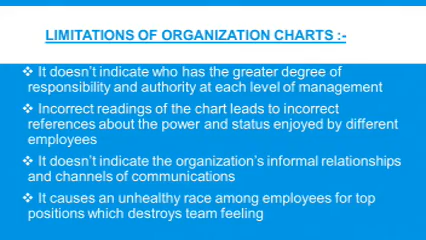 LIMITATIONS OF ORGANIZATION CHARTS :-
❖ It doesn't indicate who has the greater degree of
responsibility and authority at each level of management
❖ Incorrect readings of the chart leads to incorrect
references about the power and status enjoyed by different
employees
❖ It doesn't indicate the organization's informal relationships
and channels of communications
❖ It causes an unhealthy race among employees for top
positions which destroys team feeling